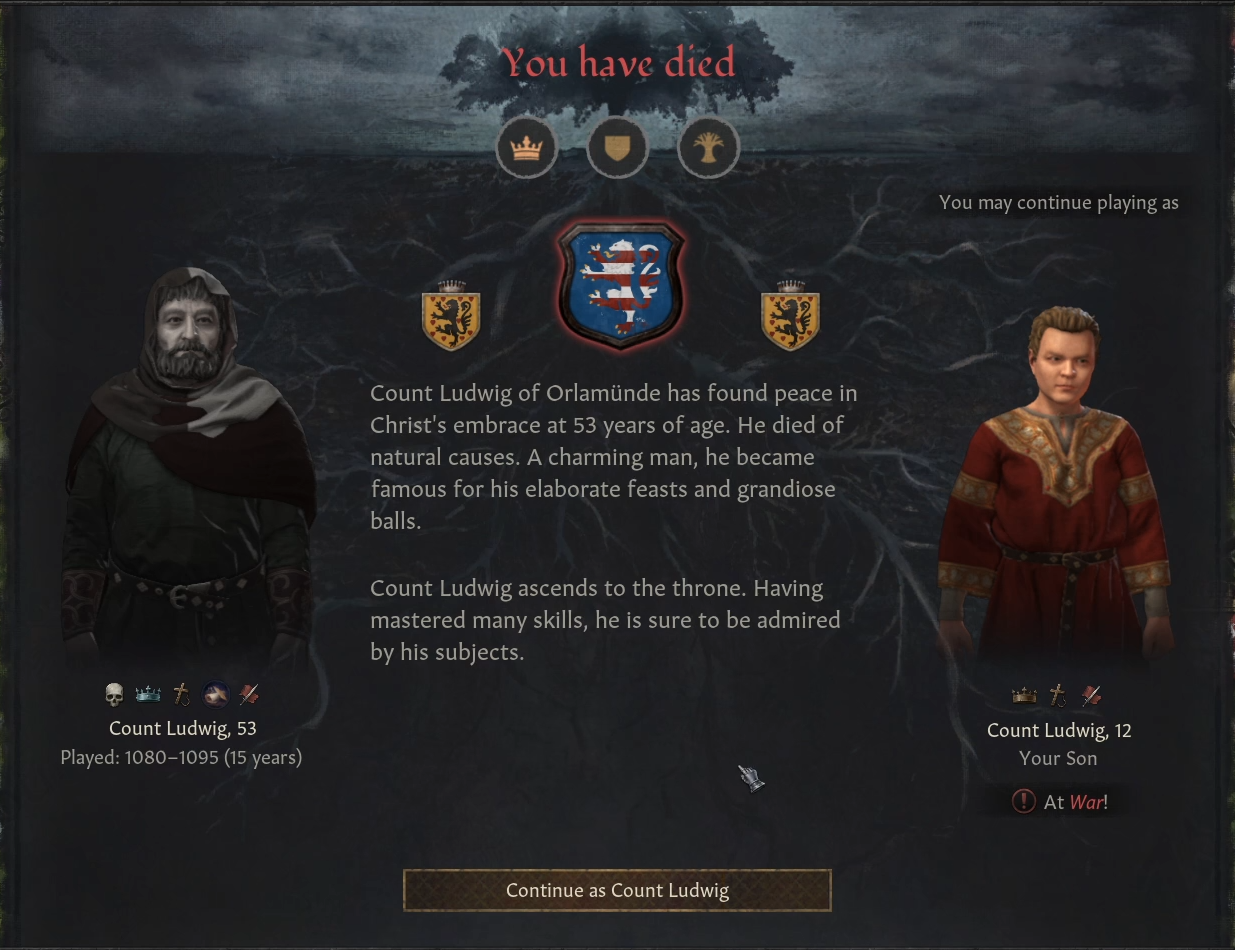 You have died
You may continue playing as
Count Ludwig of Orlamünde has found peace in
Christ's embrace at 53 years of age. He died of
natural causes. A charming man, he became
famous for his elaborate feasts and grandiose
balls.
Count Ludwig ascends to the throne. Having
mastered many skills, he is sure to be admired
by his subjects.
Count Ludwig, 53
Played: 1080–1095 (15 years)
Count Ludwig, 12
Your Son
At War!
Continue as Count Ludwig